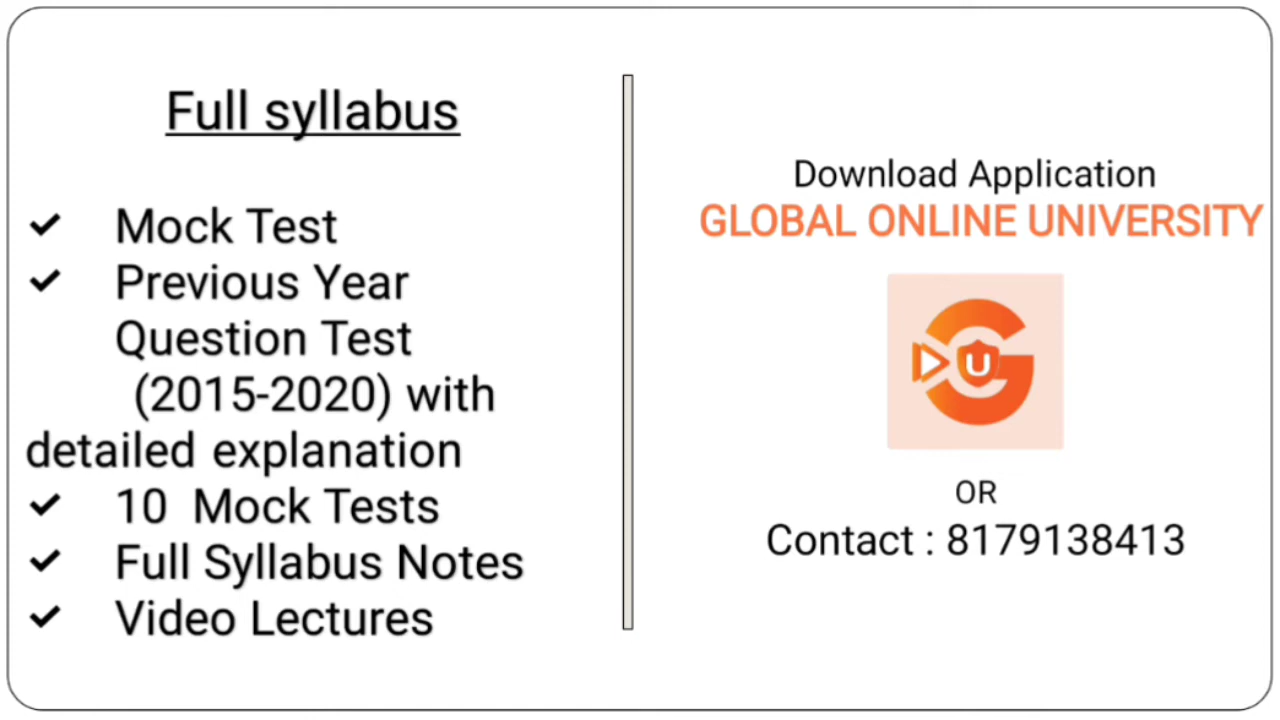 Full syllabus
✔ Mock Test
✔ Previous Year
Question Test
(2015-2020) with
detailed explanation
✔ 10 Mock Tests
✔ Full Syllabus Notes
✔ Video Lectures
Download Application
GLOBAL ONLINE UNIVERSITY
U
OR
Contact : 8179138413